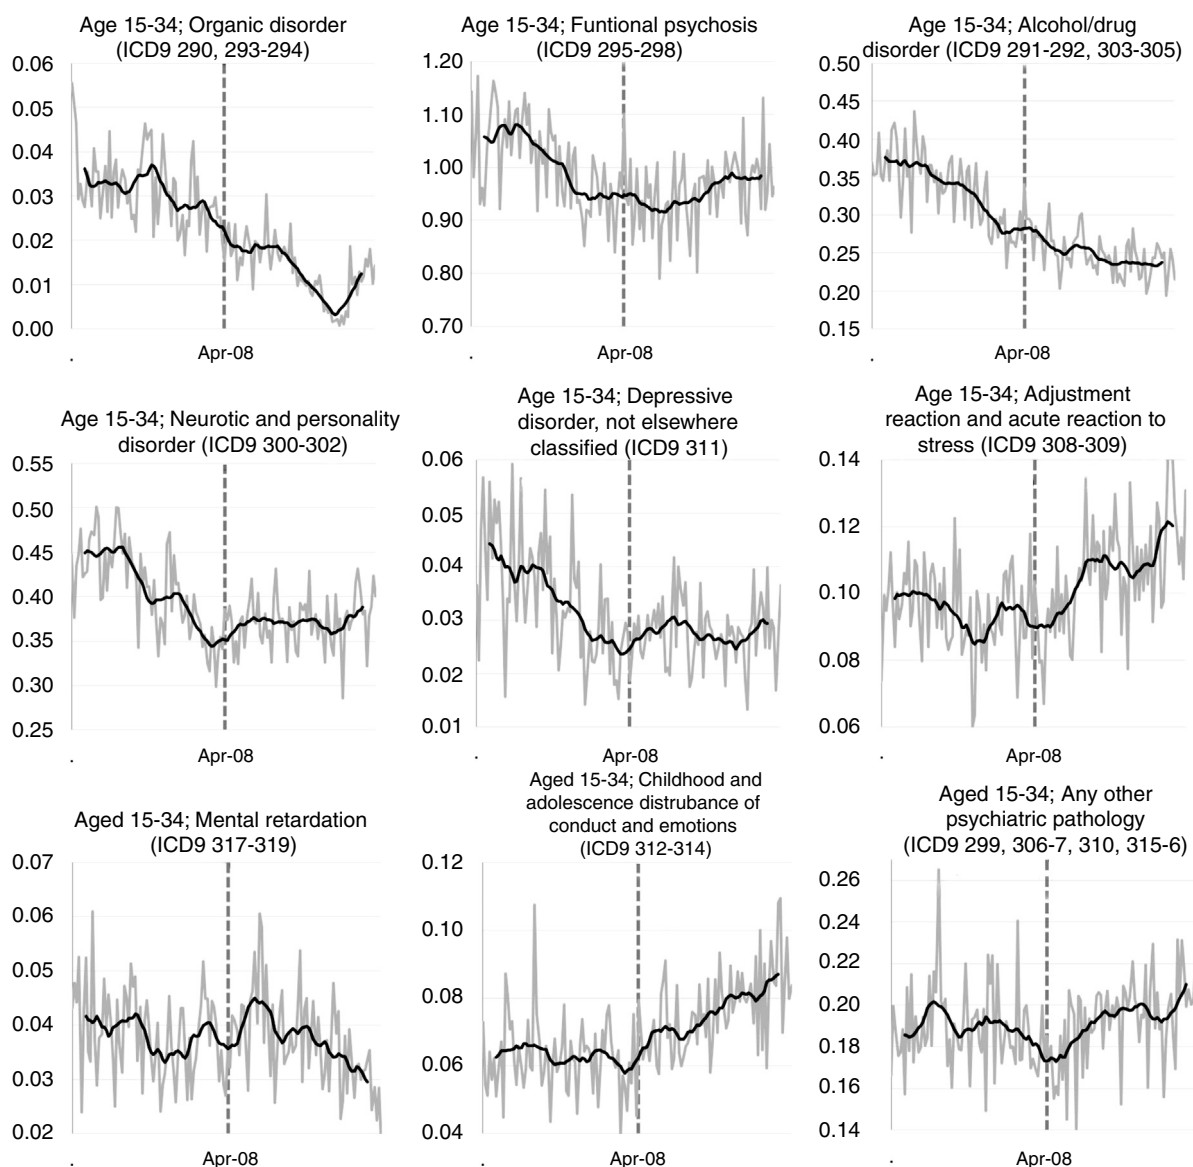 Age 15-34; Organic disorder
(ICD9 290, 293-294)
0.06
0.05
0.04
0.03
0.02
0.01
0.00
.
Apr-08
Age 15-34; Funtional psychosis
(ICD9 295-298)
1.20
1.10
1.00
0.90
0.80
0.70
.
Apr-08
Age 15-34; Alcohol/drug
disorder (ICD9 291-292, 303-305)
0.50
0.45
0.40
0.35
0.30
0.25
0.20
0.15
.
Apr-08
Age 15-34; Neurotic and personality
disorder (ICD9 300-302)
0.55
0.50
0.45
0.40
0.35
0.30
0.25
.
Apr-08
Age 15-34; Depressive
disorder, not elsewhere
classified (ICD9 311)
0.06
0.05
0.04
0.03
0.02
0.01
.
Apr-08
Age 15-34; Adjustment
reaction and acute reaction to
stress (ICD9 308-309)
0.14
0.12
0.10
0.08
0.06
.
Apr-08
Aged 15-34; Mental retardation
(ICD9 317-319)
0.07
0.06
0.05
0.04
0.03
0.02
.
Apr-08
Aged 15-34; Childhood and
adolescence distrubance of
conduct and emotions
(ICD9 312-314)
0.12
0.10
0.08
0.06
0.04
.
Apr-08
Aged 15-34; Any other
psychiatric pathology
(ICD9 299, 306-7, 310, 315-6)
0.26
0.24
0.22
0.20
0.18
0.16
0.14
.
Apr-08